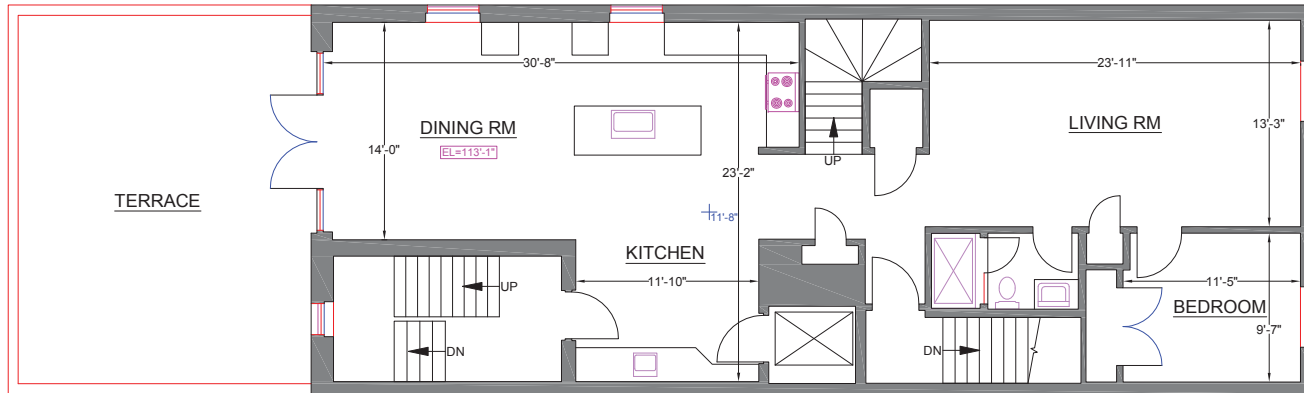 30'-8"
23'-11"
DINING RM
EL=113'-1"
LIVING RM
13'-3"
14'-0"
UP
23'-2"
TERRACE
11'-8"
KITCHEN
11'-10"
UP
11'-5"
BEDROOM
9'-7"
DN
DN